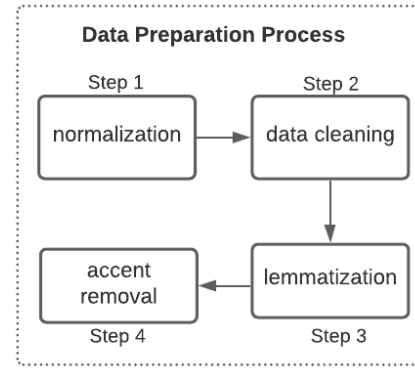 Data Preparation Process
Step 1
normalization
Step 2
data cleaning
lemmatization
Step 3
accent
removal
Step 4